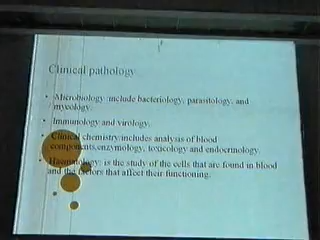 Clinical pathology
• Microbiology :include bacteriology, parasitology, and
mycology.
• Immunology and virology.
• Clinical chemistry:includes analysis of blood
components,enzymology, toxicology and endocrinology.
• Haematology: is the study of the cells that are found in blood
and the factors that affect their functioning.